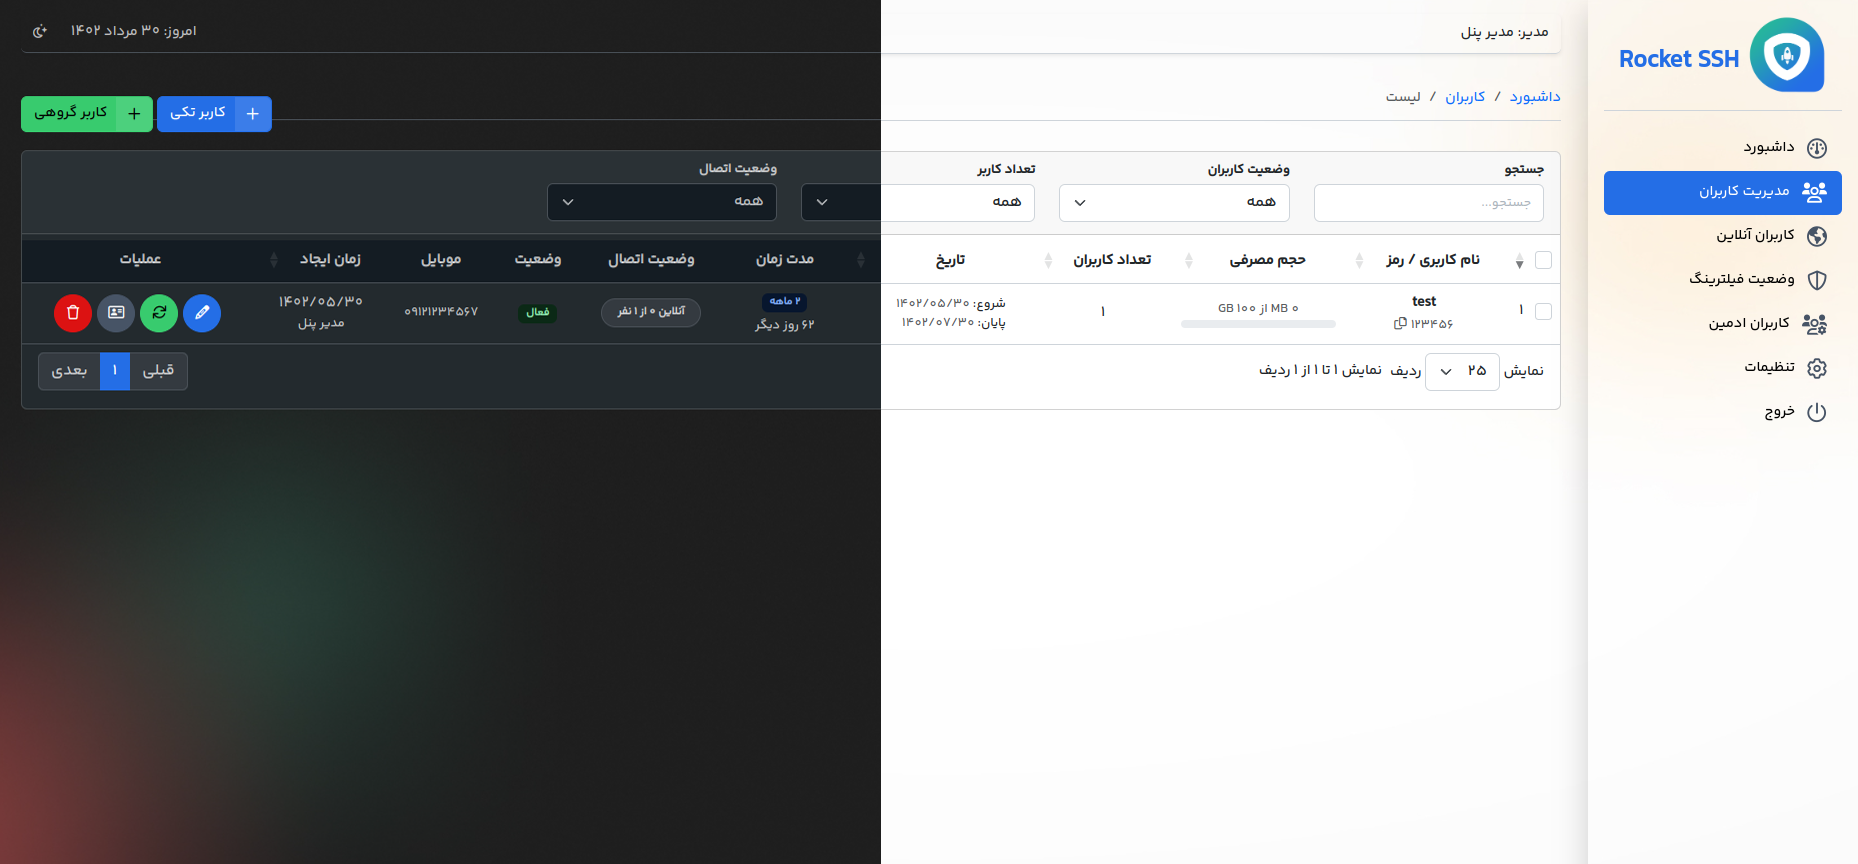 Rocket SSH
داشبورد
مدیریت کاربران
کاربران آنلاین
وضعیت فیلترینگ
کاربران ادمین
تنظیمات
خروج
مدیر: مدیر پنل
امروز: ۳۰ مرداد ۱۴۰۲
داشبورد / کاربران / لیست
کاربر تکی +
کاربر گروهی +
جستجو وضعیت کاربران تعداد کاربر وضعیت اتصال
جستجو... همه همه همه
نام کاربری / رمز حجم مصرفی تعداد کاربران تاریخ مدت زمان وضعیت اتصال وضعیت موبایل زمان ایجاد عملیات
۱ test ۰ MB از ۱۰۰ GB ۱ شروع: ۱۴۰۲/۰۵/۳۰ ۲ ماهه آنلاین ۰ از ۱ نفر فعال ۰۹۱۲۱۲۳۴۵۶۷ ۱۴۰۲/۰۵/۳۰
۱۲۳۴۵۶ پایان: ۱۴۰۲/۰۷/۳۰ ۶۲ روز دیگر مدیر پنل
نمایش ۲۵ ردیف نمایش ۱ تا ۱ از ۱ ردیف قبلی ۱ بعدی